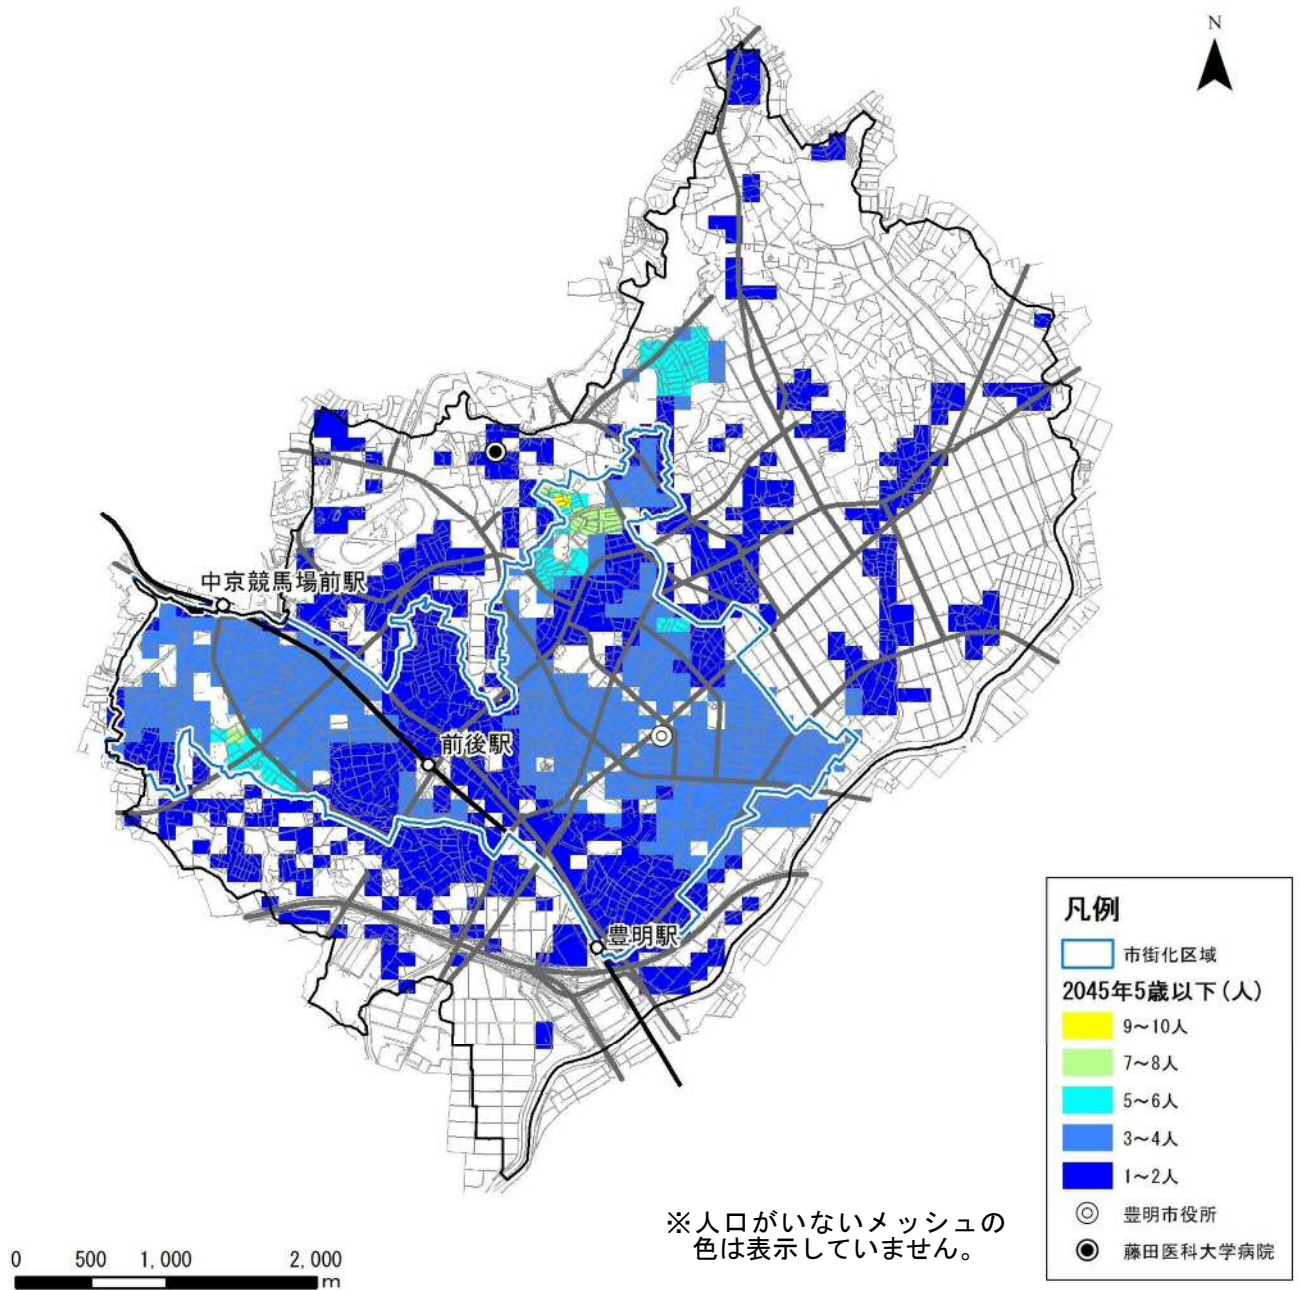 N
中京競馬場前駅
前後駅
豊明駅
凡例
市街化区域
2045年5歳以下(人)
9～10人
7～8人
5～6人
3～4人
1～2人
豊明市役所
藤田医科大学病院
※人口がいないメッシュの
色は表示していません。
0 500 1,000 2,000
m